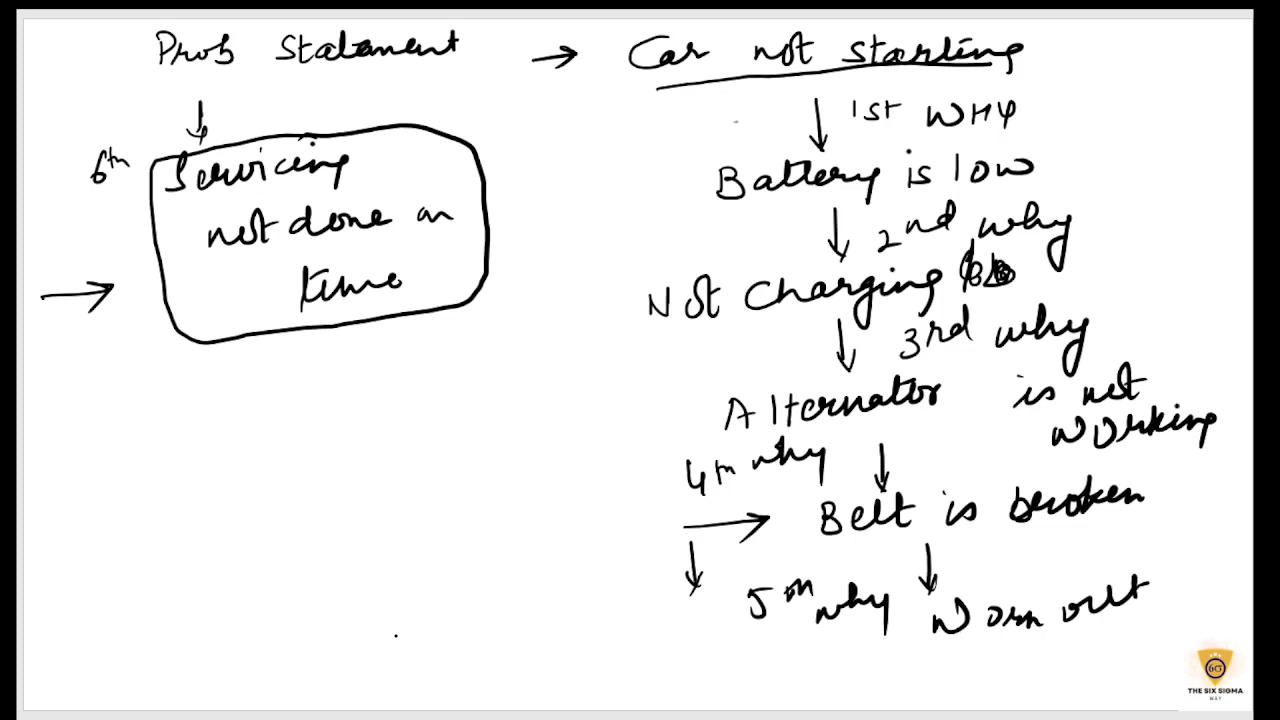 Prob Statement → Car not starting
↓ 1st WHY
Battery is low
↓ 2nd why
Not Charging
↓ 3rd why
Alternator is not
working
4th why ↓
→ Belt is broken
↓ 5th why ↓ Worn out
↓
6th Servicing
not done on
→ time
6σ
THE SIX SIGMA
WAY